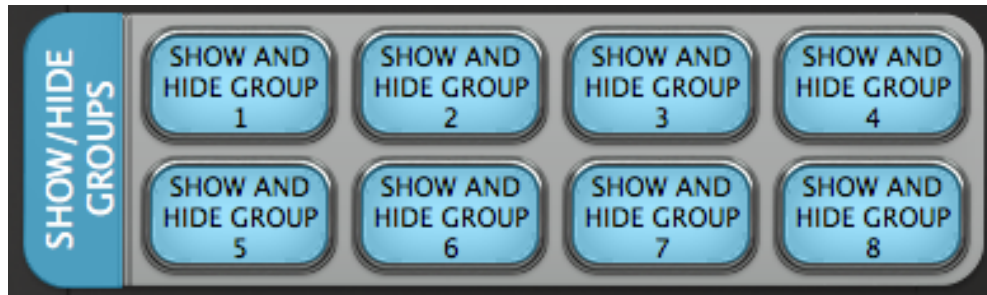 SHOW/HIDE
GROUPS
SHOW AND
HIDE GROUP
1
SHOW AND
HIDE GROUP
2
SHOW AND
HIDE GROUP
3
SHOW AND
HIDE GROUP
4
SHOW AND
HIDE GROUP
5
SHOW AND
HIDE GROUP
6
SHOW AND
HIDE GROUP
7
SHOW AND
HIDE GROUP
8